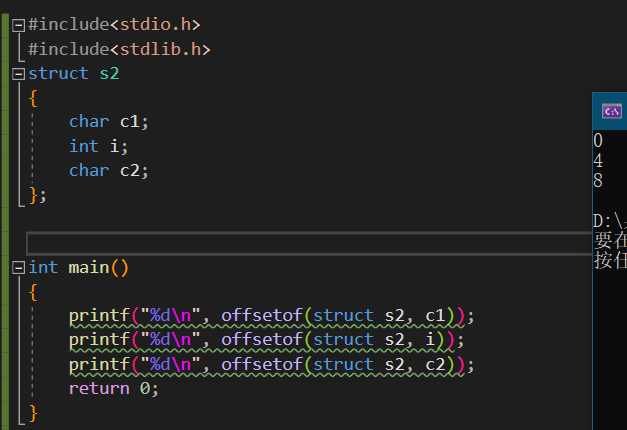 #include<stdio.h>
#include<stdlib.h>
struct s2
{
    char c1;
    int i;
    char c2;
};
int main()
{
    printf("%d\n", offsetof(struct s2, c1));
    printf("%d\n", offsetof(struct s2, i));
    printf("%d\n", offsetof(struct s2, c2));
    return 0;
}
C:\
0
4
8
D:\
要在
按任